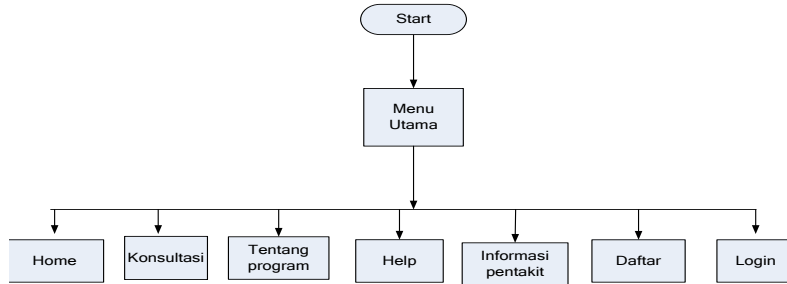 Start
Menu
Utama
Home
Konsultasi
Tentang
program
Help
Informasi
pentakit
Daftar
Login